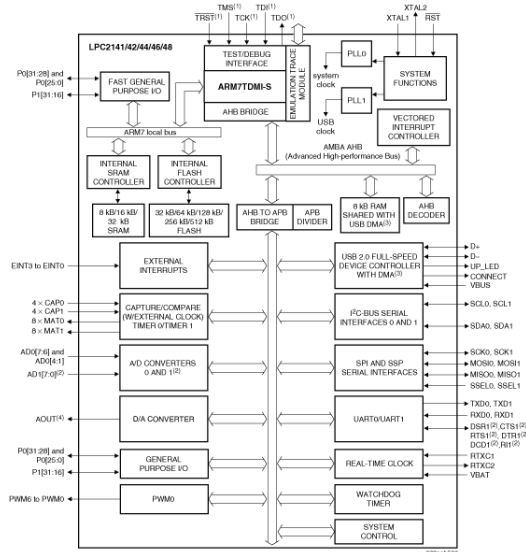 TMS(1) TDI(1)
TRST(1) TCK(1) TDO(1)
XTAL2
XTAL1 RST
LPC2141/42/44/46/48
P0[31:28] and
P0[25:0]
P1[31:16]
FAST GENERAL
PURPOSE I/O
TEST/DEBUG
INTERFACE
ARM7TDMI-S
AHB BRIDGE
EMULATION TRACE
MODULE
PLL0
system
clock
PLL1
USB
clock
SYSTEM
FUNCTIONS
VECTORED
INTERRUPT
CONTROLLER
ARM7 local bus
AMBA AHB
(Advanced High-performance Bus)
INTERNAL
SRAM
CONTROLLER
INTERNAL
FLASH
CONTROLLER
8 kB/16 kB/
32 kB
SRAM
32 kB/64 kB/128 kB/
256 kB/512 kB
FLASH
AHB TO APB
BRIDGE
APB
DIVIDER
8 kB RAM
SHARED WITH
USB DMA(3)
AHB
DECODER
EINT3 to EINT0
EXTERNAL
INTERRUPTS
USB 2.0 FULL-SPEED
DEVICE CONTROLLER
WITH DMA(3)
D+
D−
UP_LED
CONNECT
VBUS
4 × CAP0
4 × CAP1
8 × MAT0
8 × MAT1
CAPTURE/COMPARE
(W/EXTERNAL CLOCK)
TIMER 0/TIMER 1
I2C-BUS SERIAL
INTERFACES 0 AND 1
SCL0, SCL1
SDA0, SDA1
AD0[7:6] and
AD0[4:1]
AD1[7:0](2)
A/D CONVERTERS
0 AND 1(2)
SPI AND SSP
SERIAL INTERFACES
SCK0, SCK1
MOSI0, MOSI1
MISO0, MISO1
SSEL0, SSEL1
AOUT(4)
D/A CONVERTER
UART0/UART1
TXD0, TXD1
RXD0, RXD1
DSR1(2),CTS1(2)
RTS1(2), DTR1(2)
DCD1(2),RI1(2)
P0[31:28] and
P0[25:0]
P1[31:16]
GENERAL
PURPOSE I/O
REAL-TIME CLOCK
RTXC1
RTXC2
VBAT
PWM6 to PWM0
PWM0
WATCHDOG
TIMER
SYSTEM
CONTROL